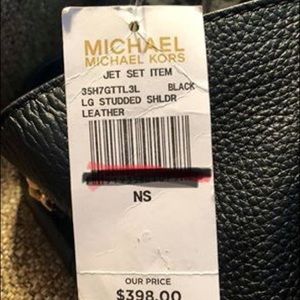 MICHAEL
MICHAEL KORS
JET SET ITEM
35H7GTTL3L BLACK
LG STUDDED SHLDR
LEATHER
NS
OUR PRICE
$398.00